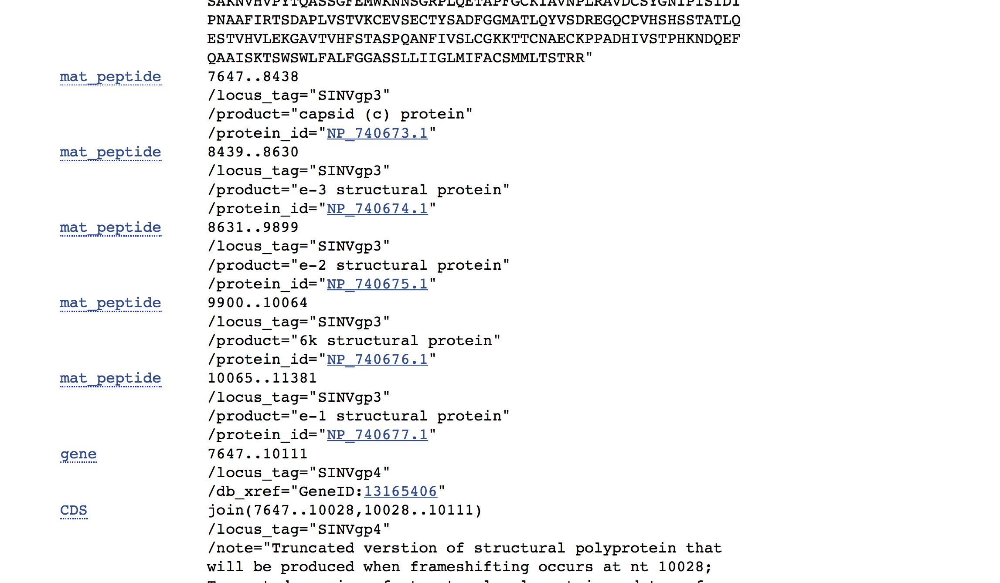 SAKNVHVPYTQASSGFEMWKNNSGRPLQETAPFGCKIAVNPLRAVDCSYGNIPISIDI
PNAAFIRTSDAPLVSTVKCEVSECTYSADFGGMATLQYVSDREGQCPVHSHSSTATLQ
ESTVHVLEKGAVTVHFSTASPQANFIVSLCGKKTTCNAECKPPADHIVSTPHKNDQEF
QAAISKTSWSWLFALFGGASSLLIIGLMIFACSMMLTSTRR"
mat_peptide 7647..8438
/locus_tag="SINVgp3"
/product="capsid (c) protein"
/protein_id="NP_740673.1"
mat_peptide 8439..8630
/locus_tag="SINVgp3"
/product="e-3 structural protein"
/protein_id="NP_740674.1"
mat_peptide 8631..9899
/locus_tag="SINVgp3"
/product="e-2 structural protein"
/protein_id="NP_740675.1"
mat_peptide 9900..10064
/locus_tag="SINVgp3"
/product="6k structural protein"
/protein_id="NP_740676.1"
mat_peptide 10065..11381
/locus_tag="SINVgp3"
/product="e-1 structural protein"
/protein_id="NP_740677.1"
gene 7647..10111
/locus_tag="SINVgp4"
/db_xref="GeneID:13165406"
CDS join(7647..10028,10028..10111)
/locus_tag="SINVgp4"
/note="Truncated verstion of structural polyprotein that
will be produced when frameshifting occurs at nt 10028;